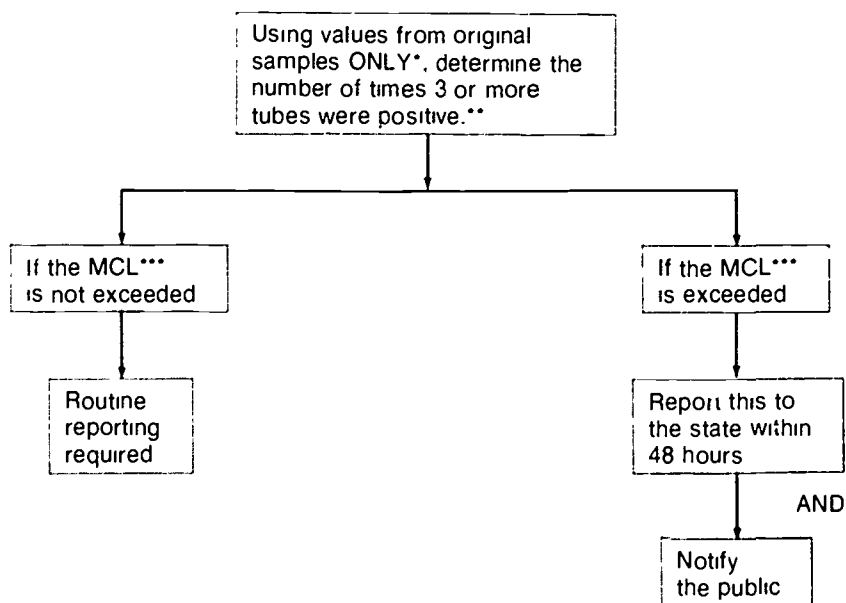 Using values from original
samples ONLY*, determine the
number of times 3 or more
tubes were positive.**
If the MCL***
is not exceeded
If the MCL***
is exceeded
Routine
reporting
required
Report this to
the state within
48 hours
AND
Notify
the public